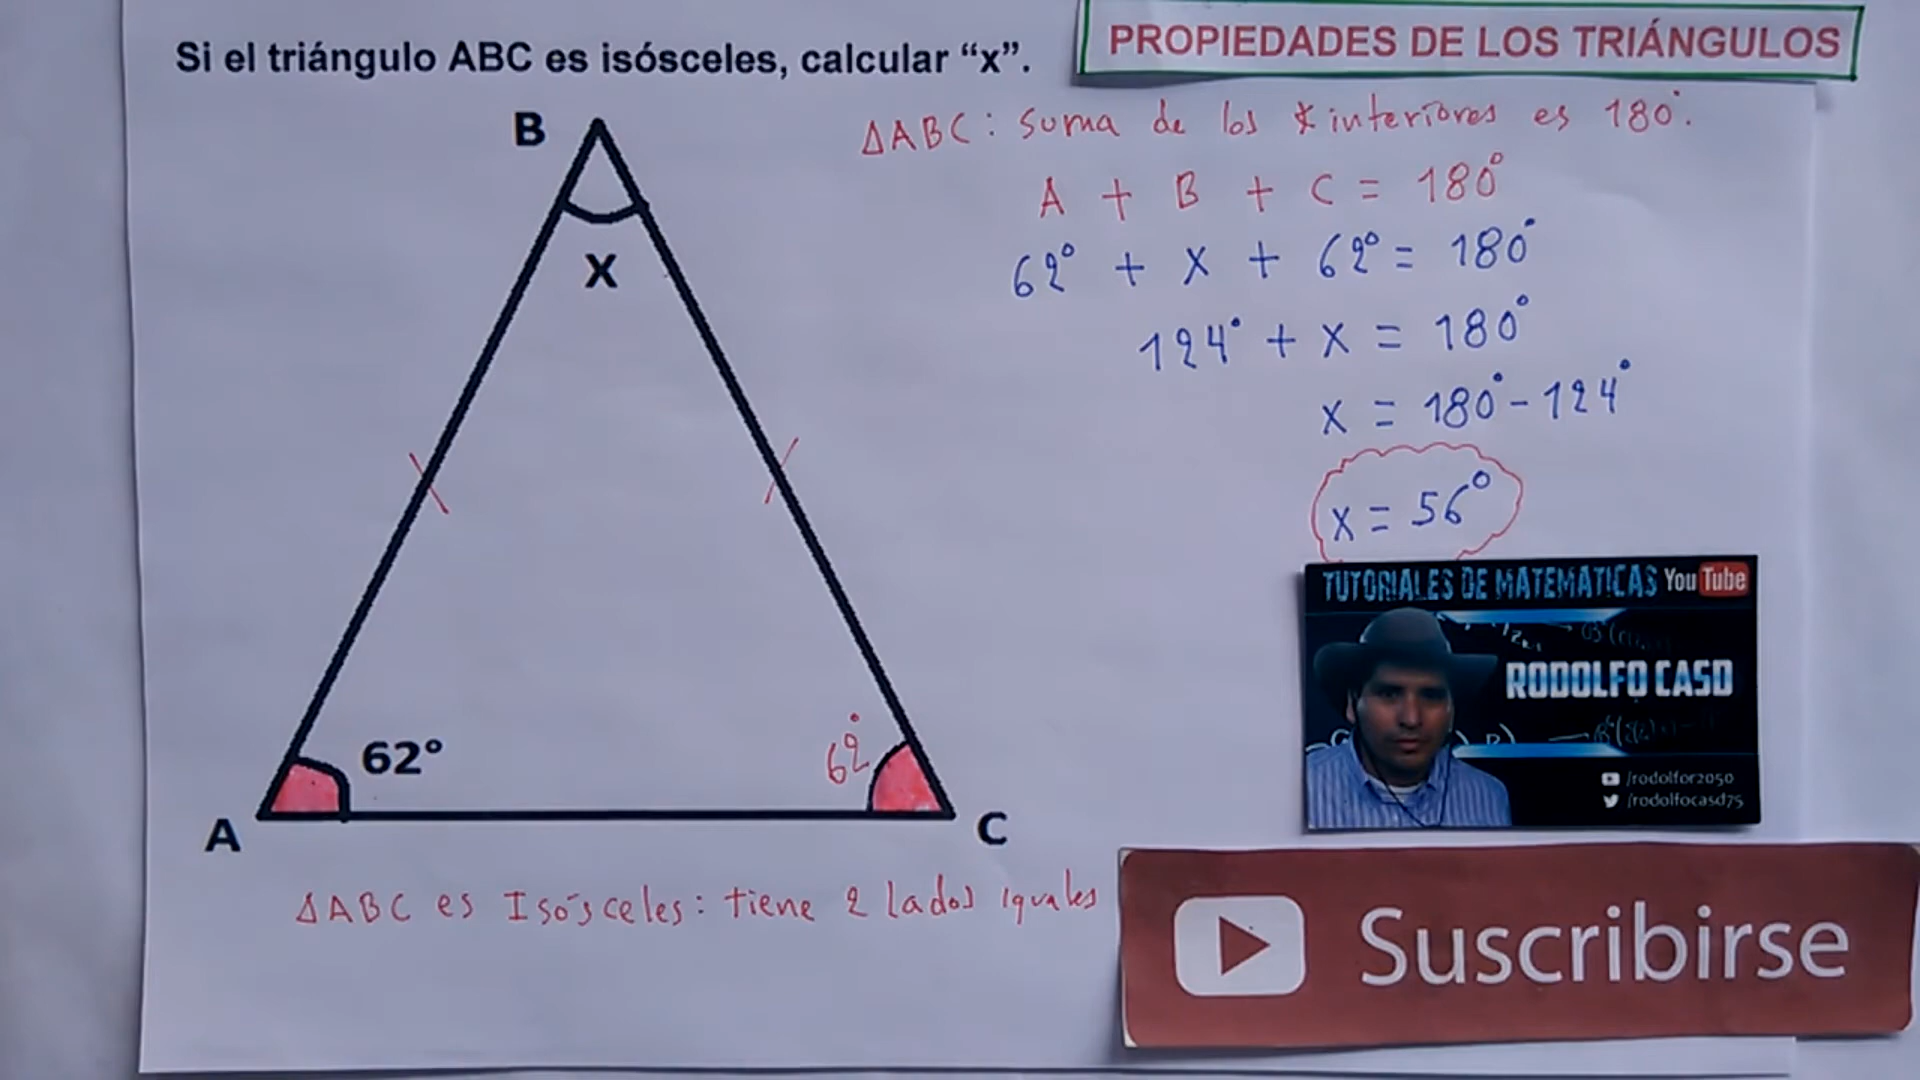 Si el triángulo ABC es isósceles, calcular “x”.
PROPIEDADES DE LOS TRIÁNGULOS
B
X
62°
62°
A
C
△ABC: suma de los ∢ interiores es 180°.
A + B + C = 180°
62° + x + 62° = 180°
124° + x = 180°
x = 180° - 124°
x = 56°
△ABC es Isósceles: tiene 2 lados iguales
TUTORIALES DE MATEMATICAS YouTube
RODOLFO CASD
/rodolfor2050
/rodolfocasd75
Suscribirse